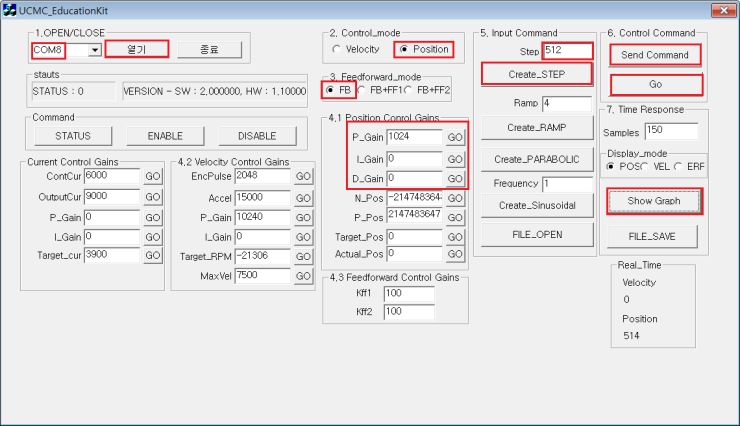 UCMC_EducationKit
1.OPEN/CLOSE
COM8
열기
종료
stauts
STATUS : 0
VERSION - SW : 2,000000, HW : 1,10000
Command
STATUS
ENABLE
DISABLE
Current Control Gains
ContCur 6000 GO
OutputCur 9000 GO
P_Gain 0 GO
I_Gain 0 GO
Target_cur 3900 GO
4,2 Velocity Control Gains
EncPulse 2048 GO
Accel 15000 GO
P_Gain 10240 GO
I_Gain 0 GO
Target_RPM -21306 GO
MaxVel 7500 GO
2, Control_mode
Velocity
Position
3, Feedforward_mode
FB
FB+FF1
FB+FF2
4,1 Position Conrol Gains
P_Gain 1024 GO
I_Gain 0 GO
D_Gain 0 GO
N_Pos -214748364 GO
P_Pos 2147483647 GO
Target_Pos 0 GO
Actual_Pos 0 GO
4,3 Feedforward Control Gains
Kff1 100
Kff2 100
5, Input Command
Step 512
Create_STEP
Ramp 4
Create_RAMP
Create_PARABOLIC
Frequency 1
Create_Sinusoidal
FILE_OPEN
6, Control Command
Send Command
Go
7, Time Response
Samples 150
Display_mode
POS
VEL
ERF
Show Graph
FILE_SAVE
Real_Time
Velocity
0
Position
514